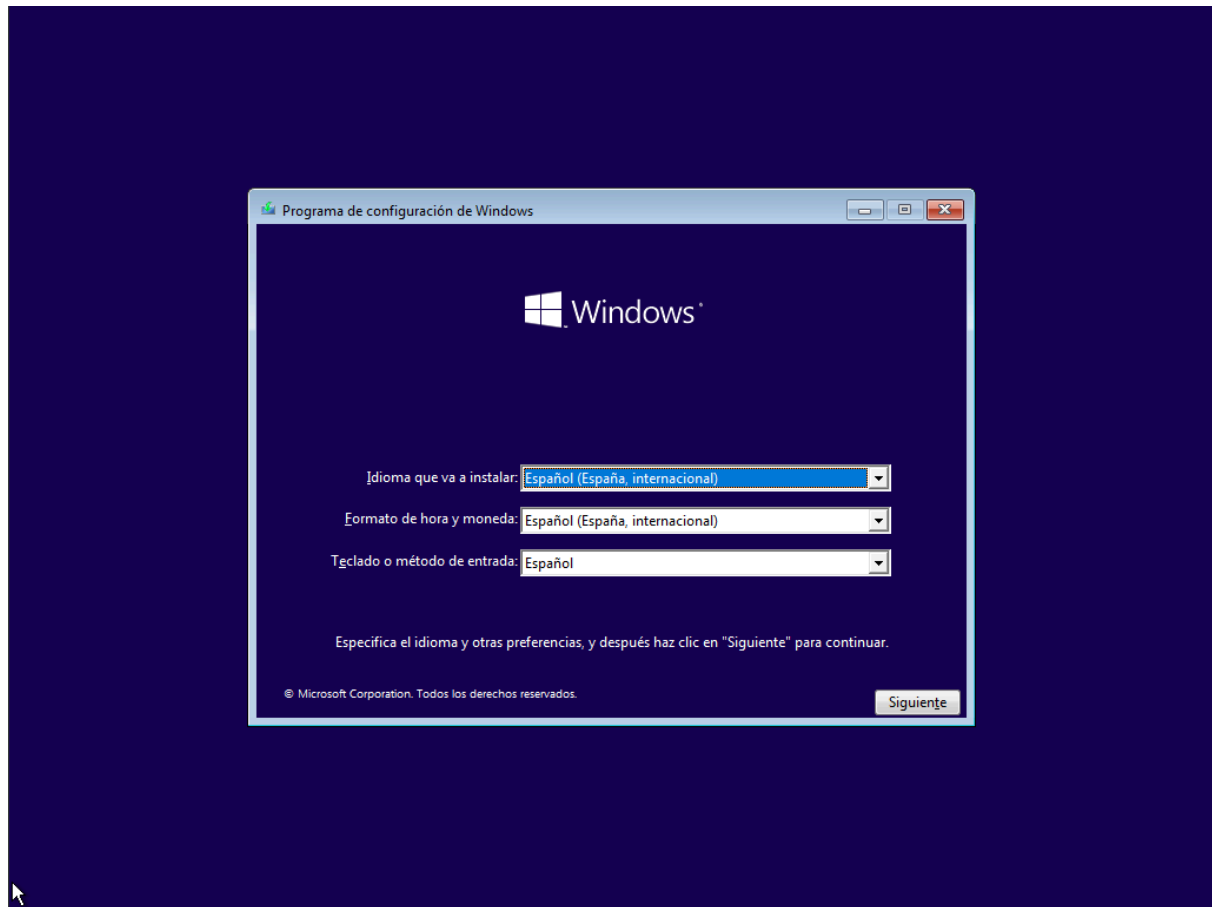 Programa de configuración de Windows
Windows
Idioma que va a instalar: Español (España, internacional)
Formato de hora y moneda: Español (España, internacional)
Teclado o método de entrada: Español
Especifica el idioma y otras preferencias, y después haz clic en "Siguiente" para continuar.
© Microsoft Corporation. Todos los derechos reservados.
Siguiente